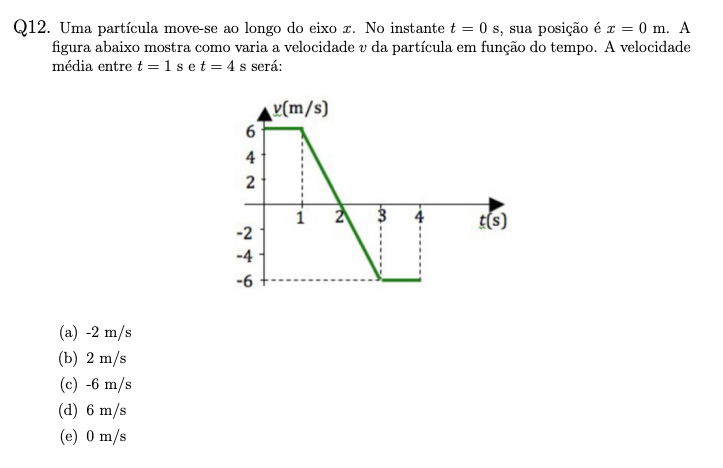 Q12. Uma partícula move-se ao longo do eixo x. No instante t = 0 s, sua posição é x = 0 m. A
figura abaixo mostra como varia a velocidade v da partícula em função do tempo. A velocidade
média entre t = 1 s e t = 4 s será:
v(m/s)
6
4
2
1 2 3 4 t(s)
-2
-4
-6
(a) -2 m/s
(b) 2 m/s
(c) -6 m/s
(d) 6 m/s
(e) 0 m/s